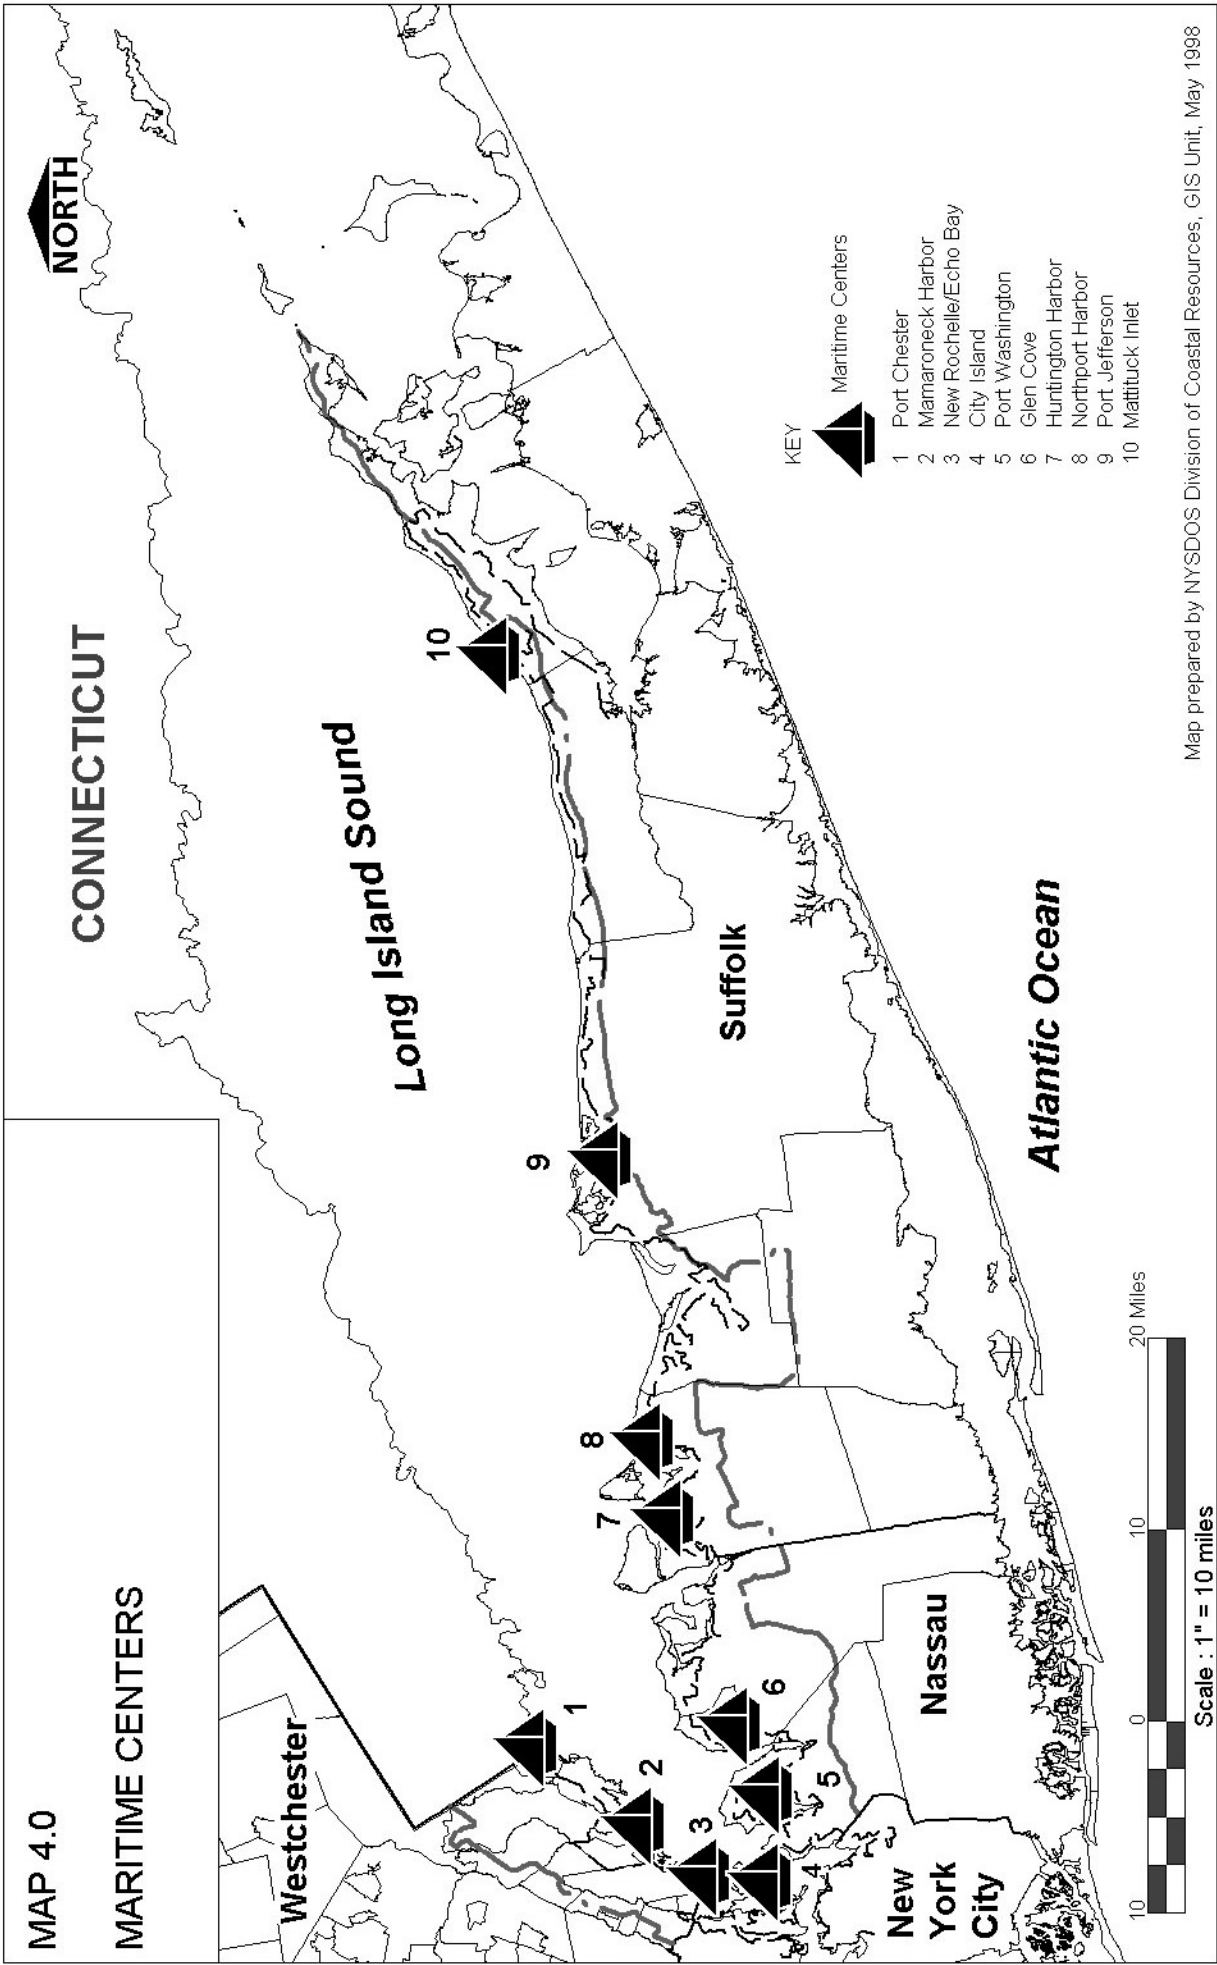 MAP 4.0
MARITIME CENTERS
NORTH
CONNECTICUT
Westchester
Long Island Sound
1
2
3
4
5
6
7
8
9
10
Suffolk
Nassau
New
York
City
Atlantic Ocean
KEY
Maritime Centers
1 Port Chester
2 Mamaroneck Harbor
3 New Rochelle/Echo Bay
4 City Island
5 Port Washington
6 Glen Cove
7 Huntington Harbor
8 Northport Harbor
9 Port Jefferson
10 Mattituck Inlet
10 0 10 20 Miles
Scale : 1" = 10 miles
Map prepared by NYSDOS Division of Coastal Resources, GIS Unit, May 1998